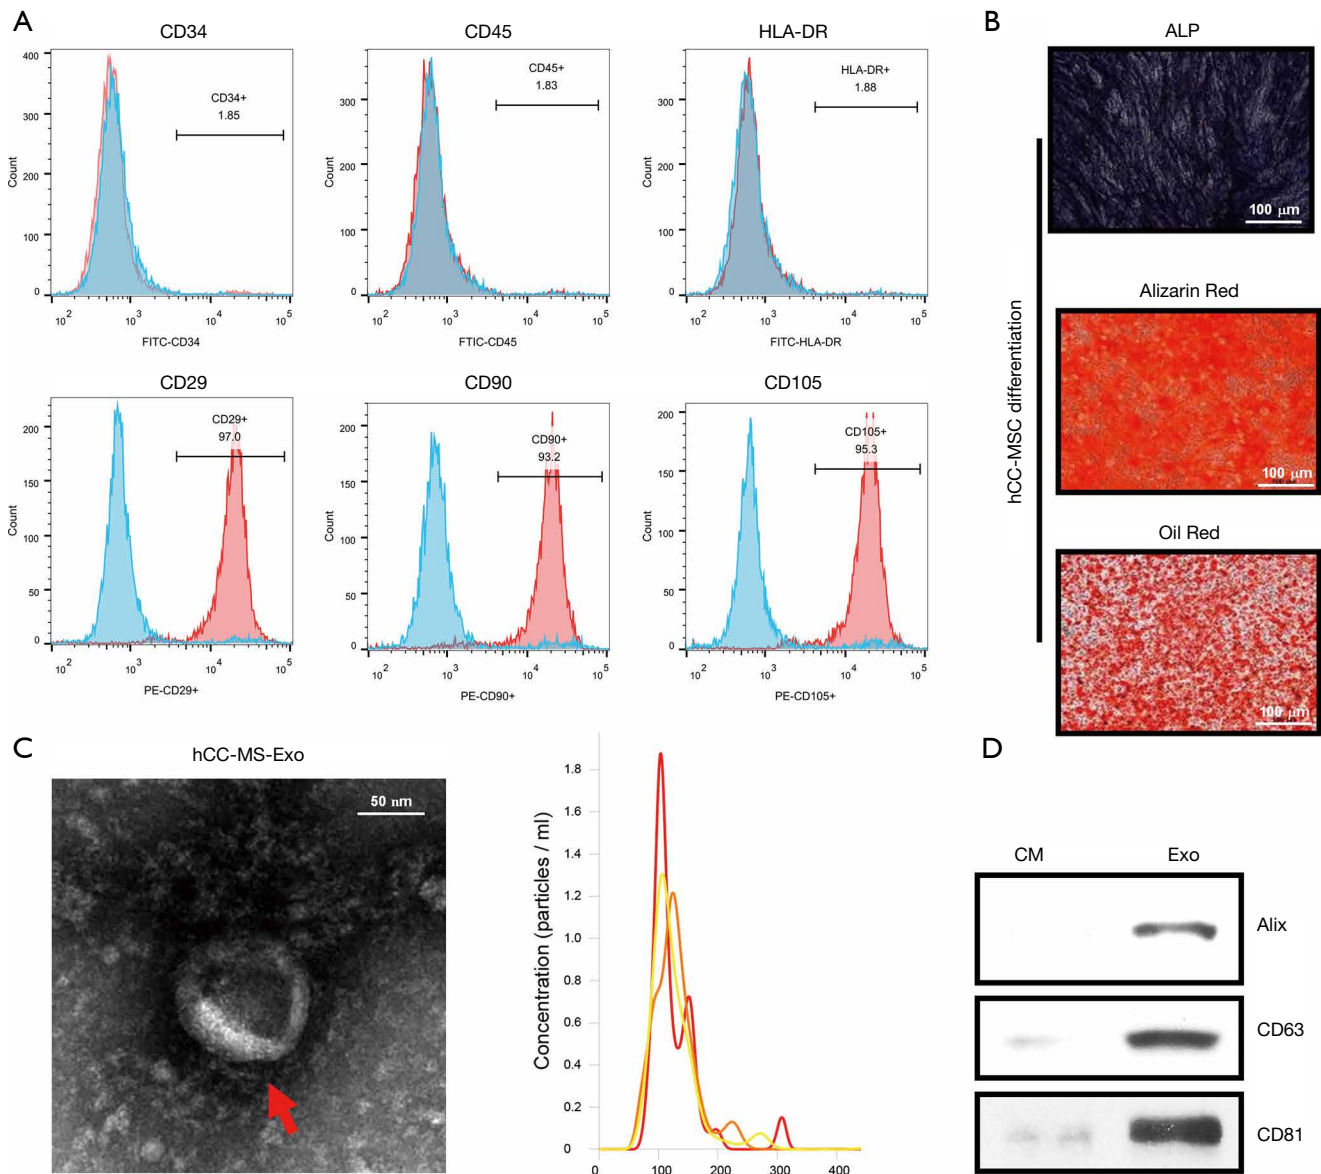 A
CD34
400
300
200
100
0
Count
CD34+
1.85
10^2
10^3
10^4
10^5
FITC-CD34
CD45
300
200
100
0
Count
CD45+
1.83
10^2
10^3
10^4
10^5
FTIC-CD45
HLA-DR
300
200
100
0
Count
HLA-DR+
1.88
10^2
10^3
10^4
10^5
FITC-HLA-DR
CD29
200
150
100
50
0
Count
CD29+
97.0
10^2
10^3
10^4
10^5
PE-CD29+
CD90
200
150
100
50
0
Count
CD90+
93.2
10^2
10^3
10^4
10^5
PE-CD90+
CD105
200
150
100
50
0
Count
CD105+
95.3
10^2
10^3
10^4
10^5
PE-CD105+
B
hCC-MSC differentiation
ALP
100 μm
Alizarin Red
100 μm
Oil Red
100 μm
C
hCC-MS-Exo
50 nm
Concentration (particles / ml)
1.8
1.6
1.4
1.2
1.0
0.8
0.6
0.4
0.2
0
0
100
200
300
400
D
CM
Exo
Alix
CD63
CD81